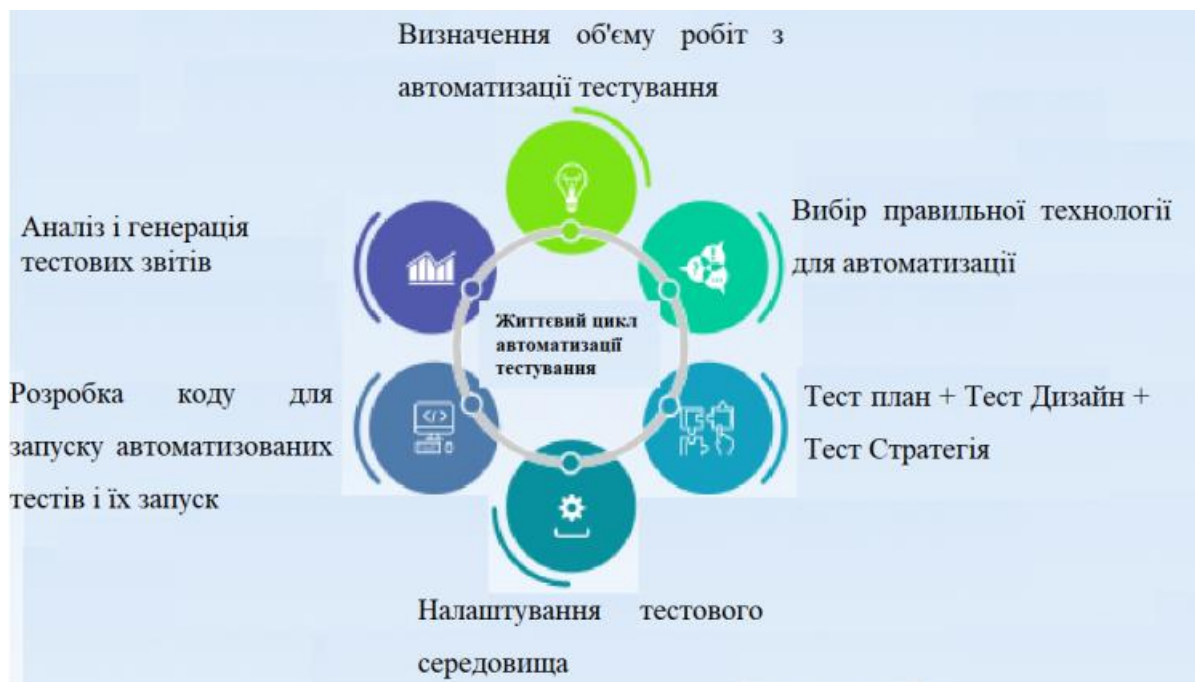 Визначення об'єму робіт з
автоматизації тестування
Вибір правильної технології
для автоматизації
Тест план + Тест Дизайн +
Тест Стратегія
Налаштування тестового
середовища
Розробка коду для
запуску автоматизованих
тестів і їх запуск
Аналіз і генерація
тестових звітів
Життєвий цикл
автоматизації
тестування